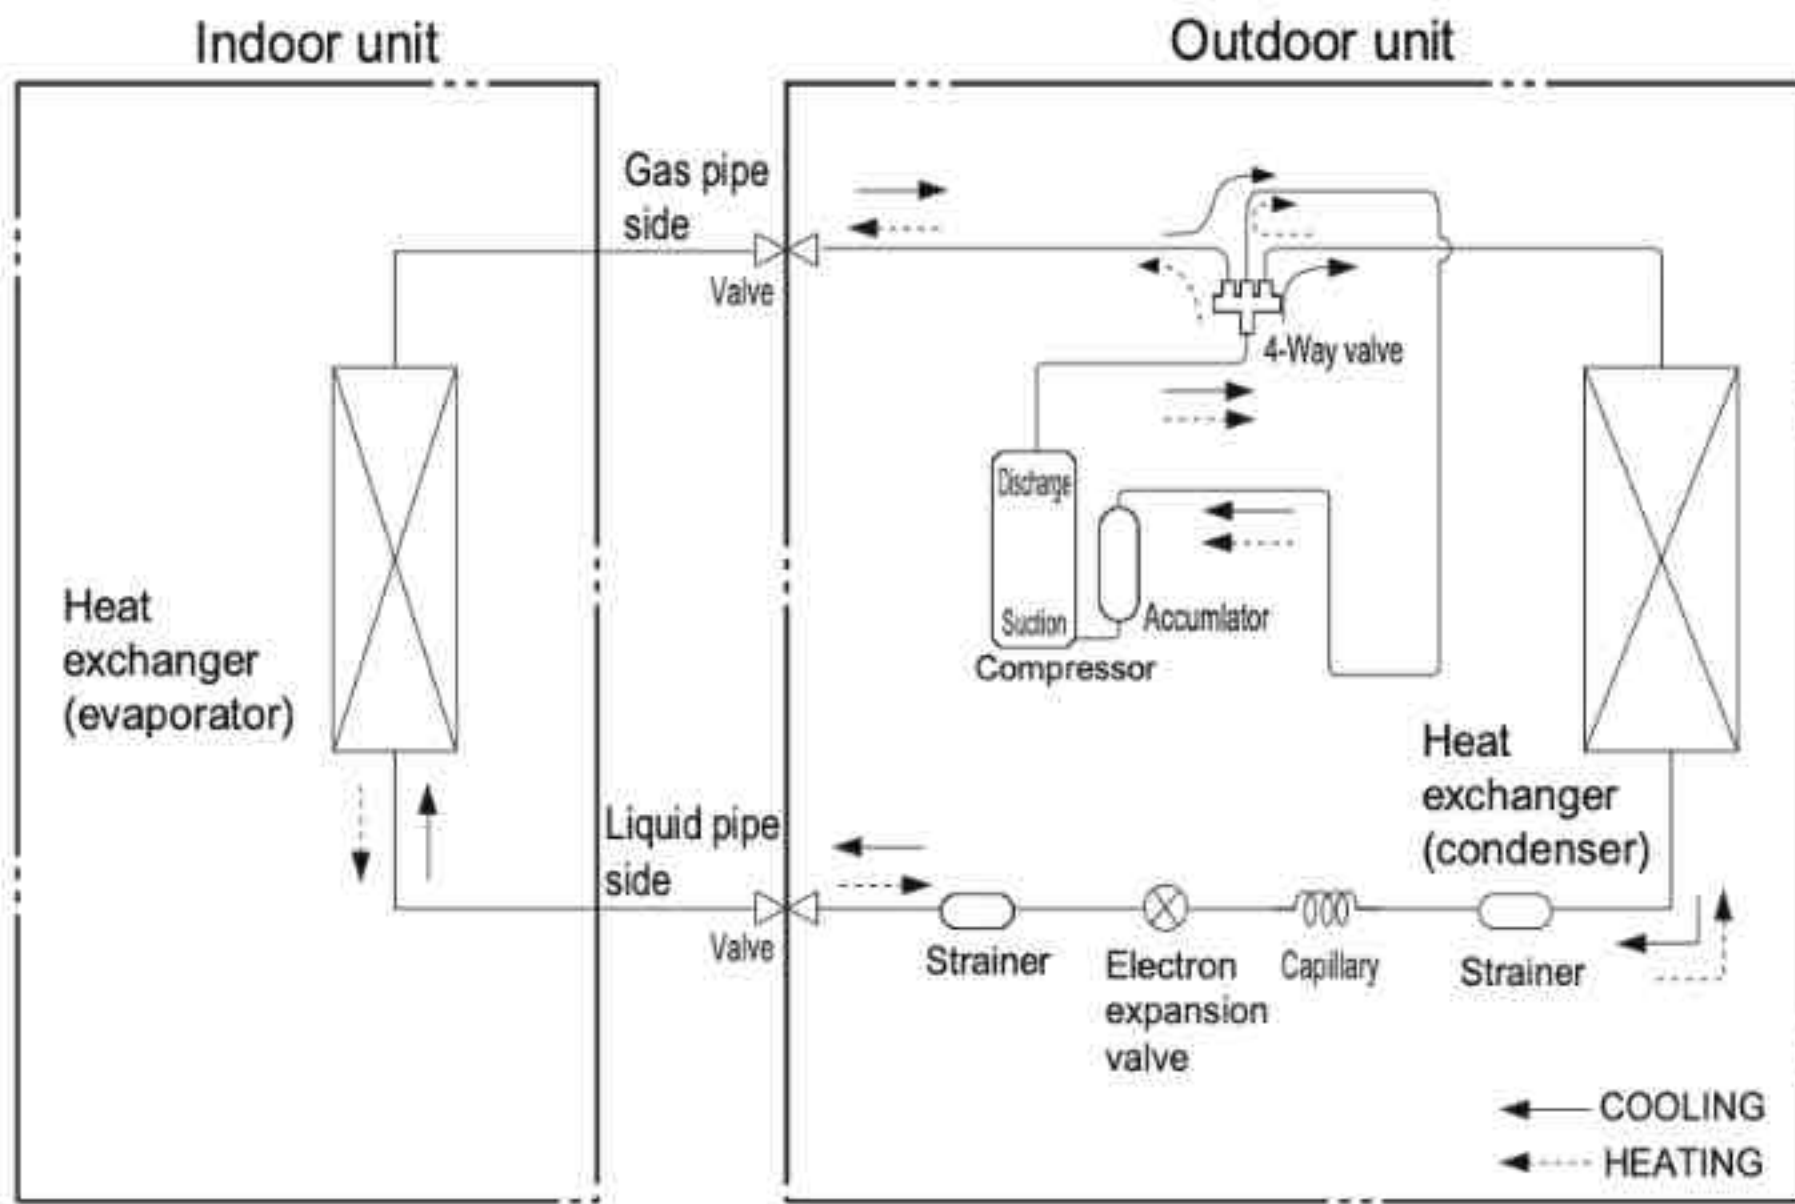 Indoor unit
Outdoor unit
Gas pipe
side
Valve
4-Way valve
Discharge
Suction
Accumlator
Compressor
Heat
exchanger
(evaporator)
Heat
exchanger
(condenser)
Liquid pipe
side
Valve
Strainer
Electron
expansion
valve
Capillary
Strainer
COOLING
HEATING